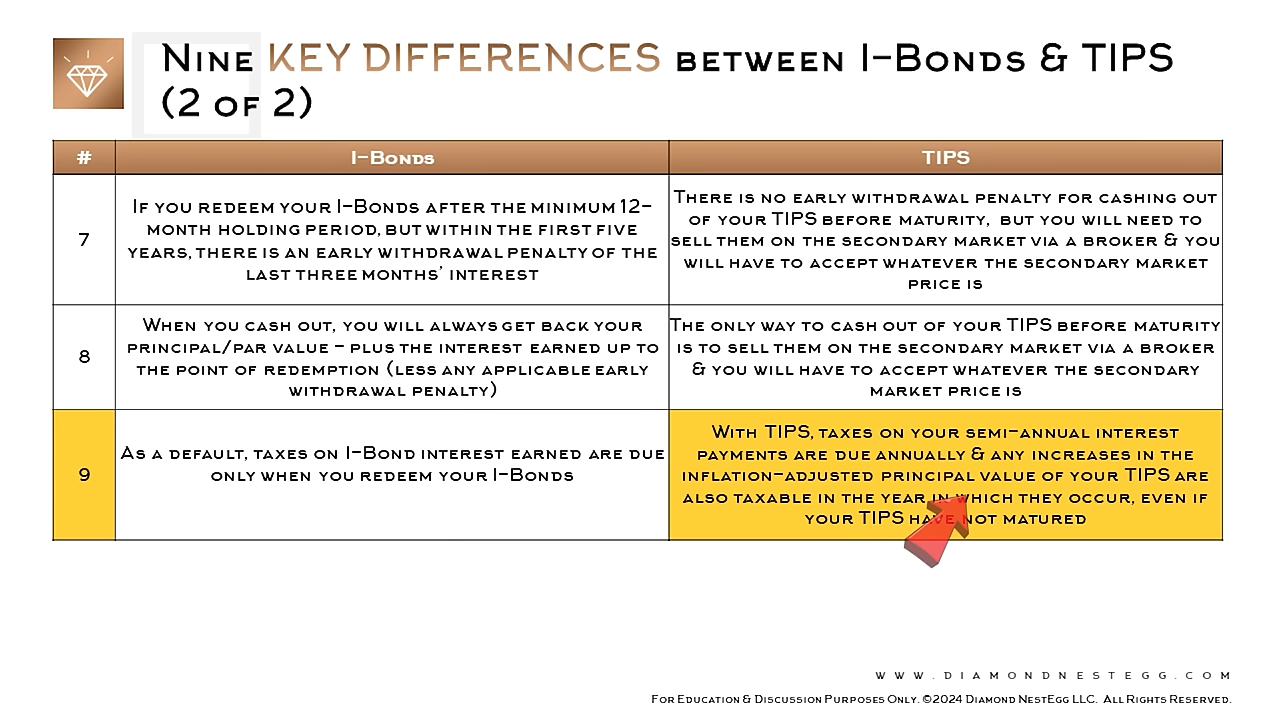 Nine KEY DIFFERENCES between I-Bonds & TIPS
(2 of 2)
#
I-Bonds
TIPS
7
If you redeem your I-Bonds after the minimum 12-
month holding period, but within the first five
years, there is an early withdrawal penalty of the
last three months' interest
There is no early withdrawal penalty for cashing out
of your TIPS before maturity, but you will need to
sell them on the secondary market via a broker & you
will have to accept whatever the secondary market
price is
8
When you cash out, you will always get back your
principal/par value – plus the interest earned up to
the point of redemption (less any applicable early
withdrawal penalty)
The only way to cash out of your TIPS before maturity
is to sell them on the secondary market via a broker
& you will have to accept whatever the secondary
market price is
9
As a default, taxes on I-Bond interest earned are due
only when you redeem your I-Bonds
With TIPS, taxes on your semi-annual interest
payments are due annually & any increases in the
inflation-adjusted principal value of your TIPS are
also taxable in the year in which they occur, even if
your TIPS have not matured
WWW.DIAMONDNESTEGG.COM
For Education & Discussion Purposes Only. ©2024 Diamond NestEgg LLC. All Rights Reserved.